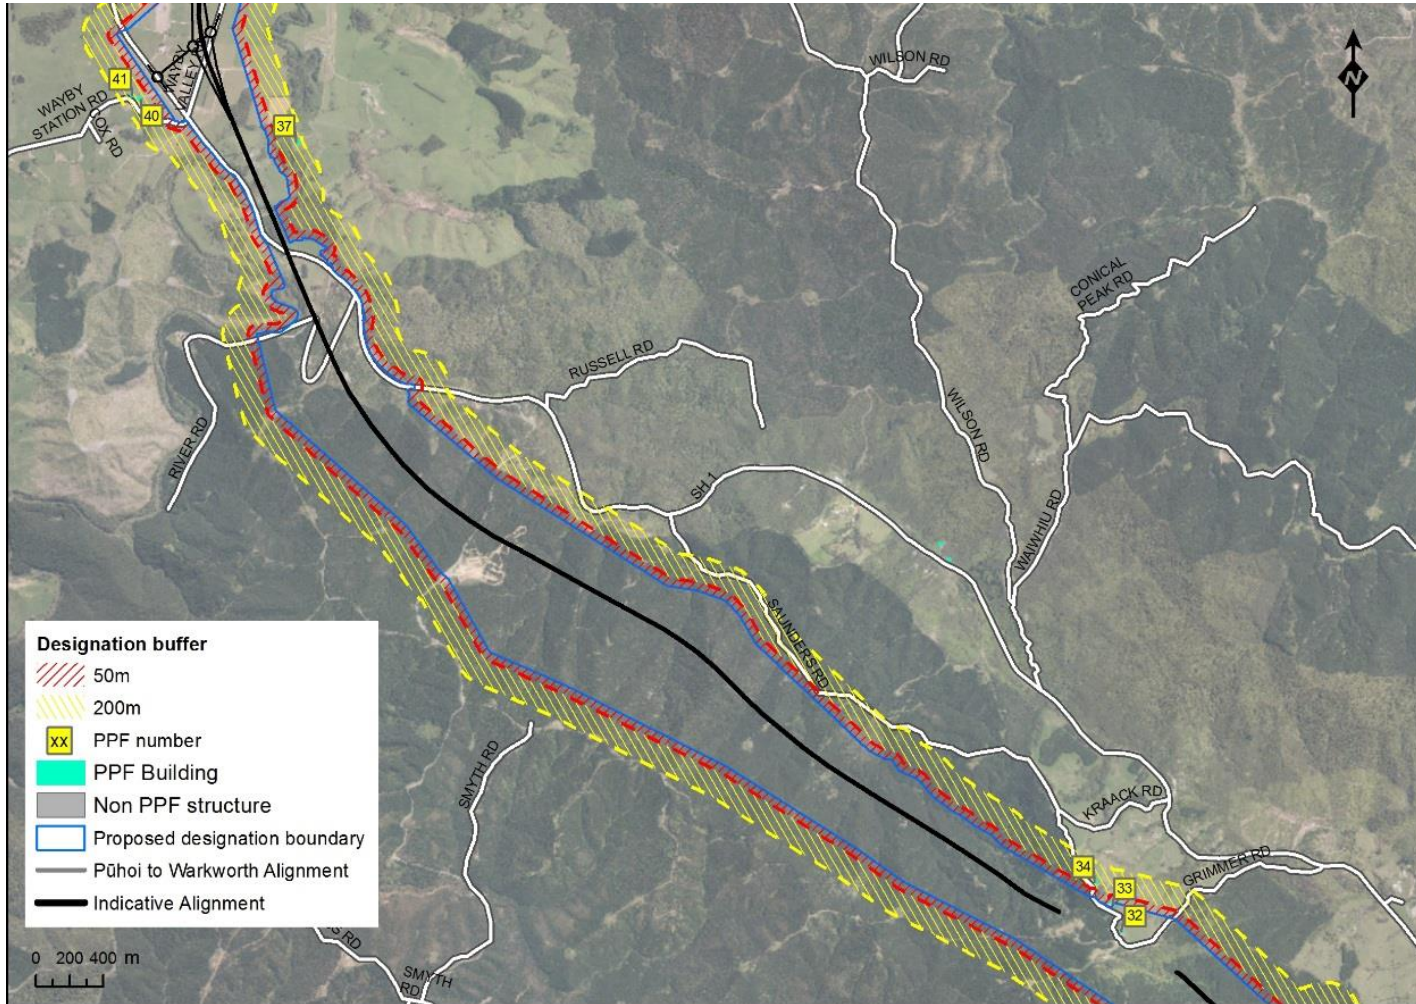 WILSON RD
N
41
WAYBY
VALLEY RD
WAYBY
STATION RD
40
COX RD
37
CONICAL
PEAK RD
RUSSELL RD
RIVER RD
WILSON RD
SH 1
WAIWHIU RD
SAUNDERS RD
Designation buffer
50m
200m
xx PPF number
PPF Building
Non PPF structure
Proposed designation boundary
Pūhoi to Warkworth Alignment
Indicative Alignment
0 200 400 m
SMYTH RD
SMYTH
RD
KRAACK RD
GRIMMER RD
34
33
32